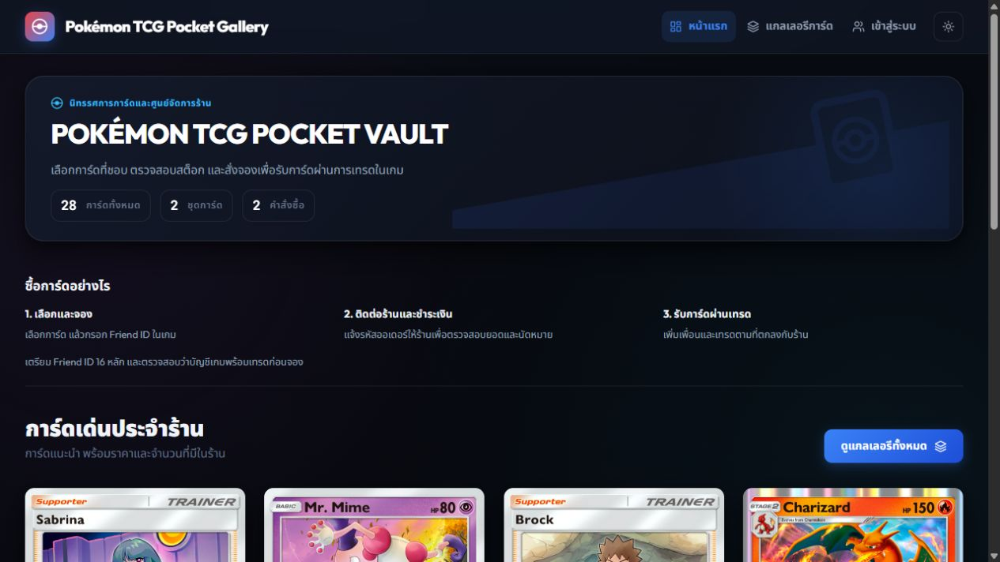 Pokémon TCG Pocket Gallery
หน้าแรก
แกลเลอรีการ์ด
เข้าสู่ระบบ
นิทรรศการการ์ดและศูนย์จัดการร้าน
POKÉMON TCG POCKET VAULT
เลือกการ์ดที่ชอบ ตรวจสอบสต็อก และสั่งจองเพื่อรับการ์ดผ่านการเทรดในเกม
28 การ์ดทั้งหมด
2 ชุดการ์ด
2 คำสั่งซื้อ
ซื้อการ์ดอย่างไร
1. เลือกและจอง
เลือกการ์ด แล้วกรอก Friend ID ในเกม
2. ติดต่อร้านและชำระเงิน
แจ้งรหัสออเดอร์ให้ร้านเพื่อตรวจสอบยอดและนัดหมาย
3. รับการ์ดผ่านเทรด
เพิ่มเพื่อนและเทรดตามที่ตกลงกับร้าน
เตรียม Friend ID 16 หลัก และตรวจสอบว่าบัญชีเกมพร้อมเทรดก่อนจอง
การ์ดเด่นประจำร้าน
การ์ดแนะนำ พร้อมราคาและจำนวนที่มีในร้าน
ดูแกลเลอรีทั้งหมด
Supporter TRAINER
Sabrina
BASIC Mr. Mime HP 80
Supporter TRAINER
Brock
STAGE 2 Charizard HP 150
Evolves from Charmeleon